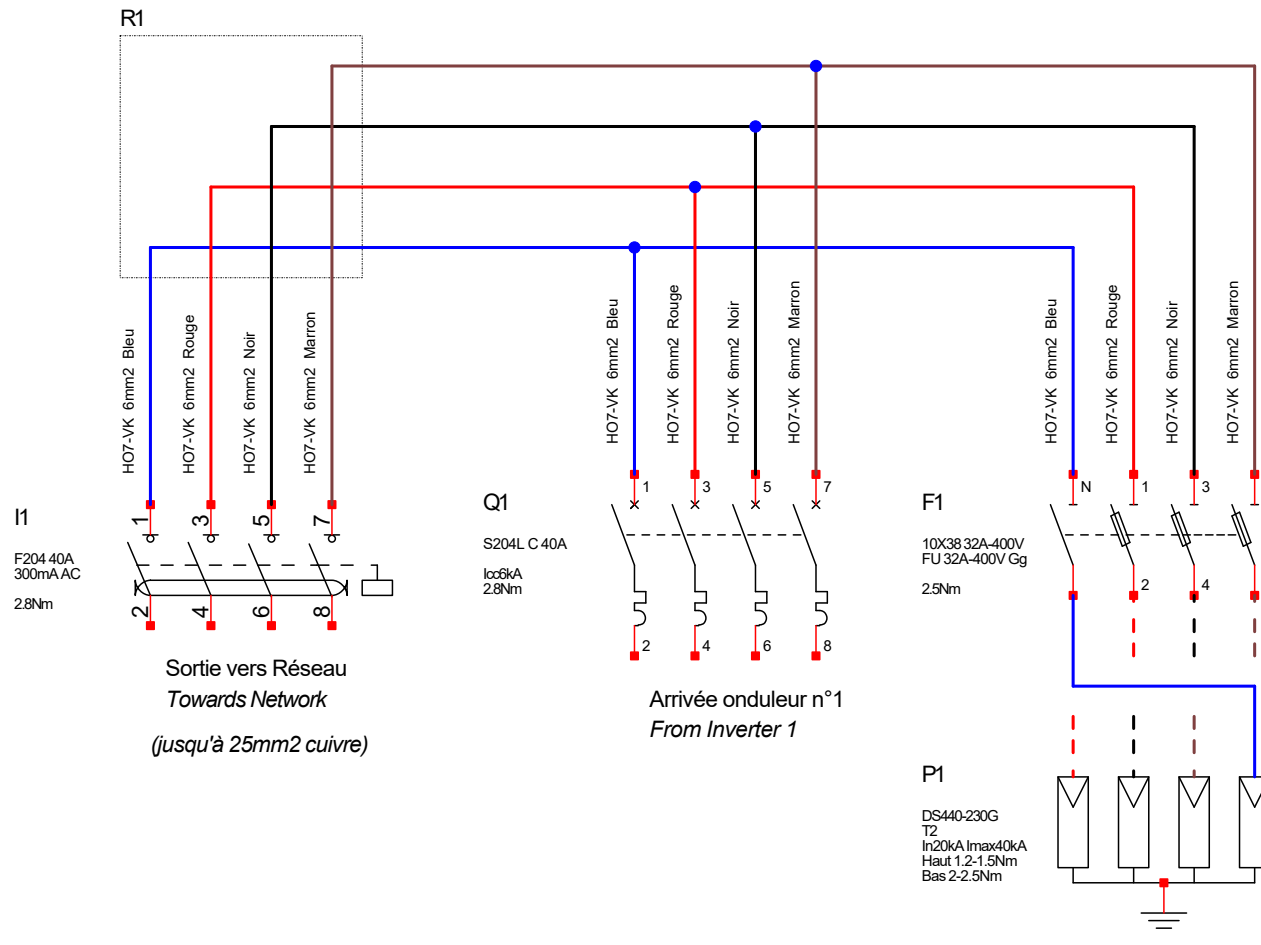 R1
HO7-VK 6mm2 Bleu
HO7-VK 6mm2 Rouge
HO7-VK 6mm2 Noir
HO7-VK 6mm2 Marron
HO7-VK 6mm2 Bleu
HO7-VK 6mm2 Rouge
HO7-VK 6mm2 Noir
HO7-VK 6mm2 Marron
HO7-VK 6mm2 Bleu
HO7-VK 6mm2 Rouge
HO7-VK 6mm2 Noir
HO7-VK 6mm2 Marron
I1
F204 40A
300mA AC
2.8Nm
1 3 5 7
2 4 6 8
Sortie vers Réseau
Towards Network
(jusqu'à 25mm2 cuivre)
Q1
S204L C 40A
Icc6kA
2.8Nm
1 3 5 7
2 4 6 8
Arrivée onduleur n°1
From Inverter 1
F1
10X38 32A-400V
FU 32A-400V Gg
2.5Nm
N 1 3
2 4
P1
DS440-230G
T2
In20kA Imax40kA
Haut 1.2-1.5Nm
Bas 2-2.5Nm